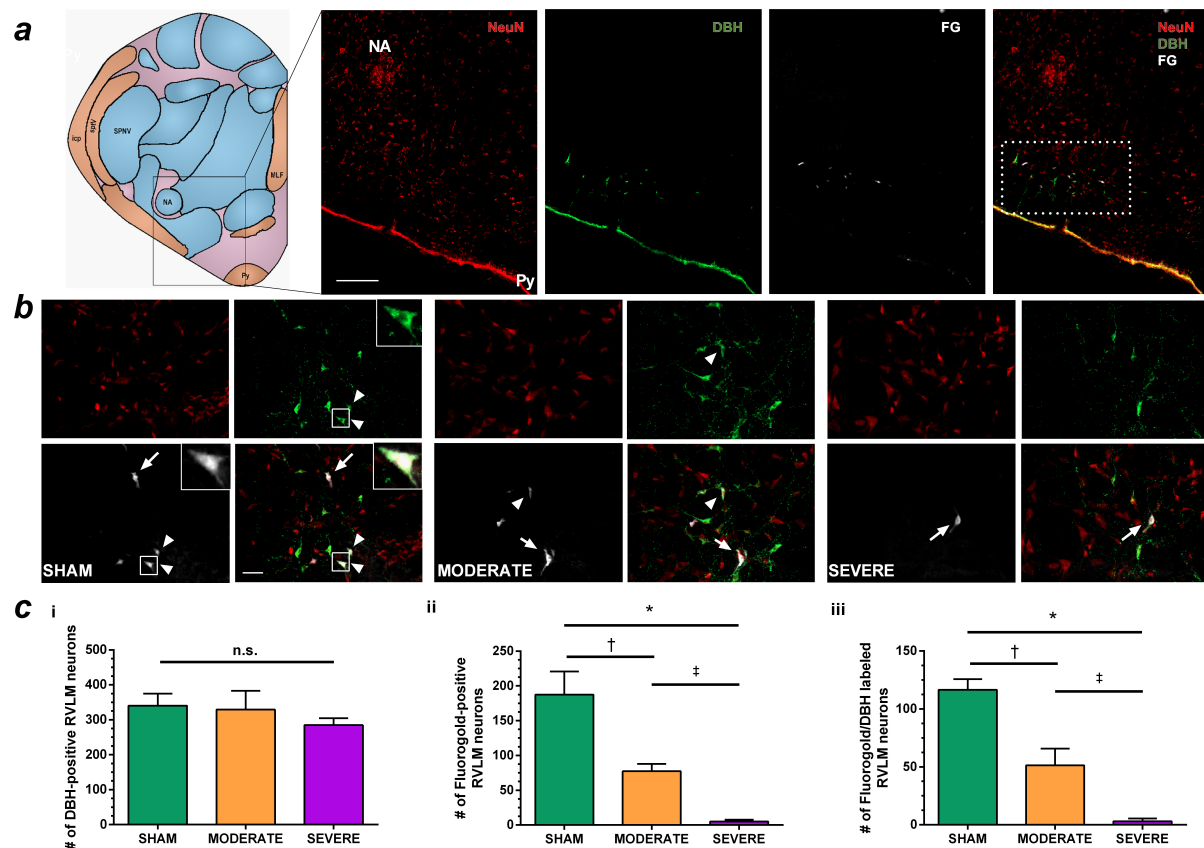 a
Py
icp
sptV
SPNV
NA
MLF
Py
NeuN
NA
Py
DBH
FG
NeuN
DBH
FG
b
SHAM
MODERATE
SEVERE
c
i
# of DBH-positive RVLM neurons
500
400
300
200
100
0
n.s.
SHAM
MODERATE
SEVERE
ii
# of Fluorogold-positive
RVLM neurons
250
200
150
100
50
0
*
†
‡
SHAM
MODERATE
SEVERE
iii
# of Fluorogold/DBH labeled
RVLM neurons
150
100
50
0
*
†
‡
SHAM
MODERATE
SEVERE